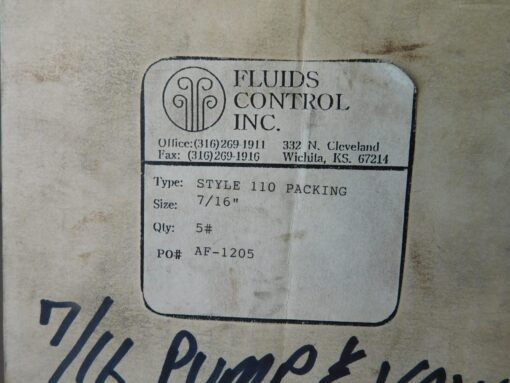 FLUIDS
CONTROL
INC.
Office:(316)269-1911 332 N. Cleveland
Fax: (316)269-1916 Wichita, KS. 67214
Type: STYLE 110 PACKING
Size: 7/16"
Qty: 5#
PO# AF-1205
7/16 PUMP &